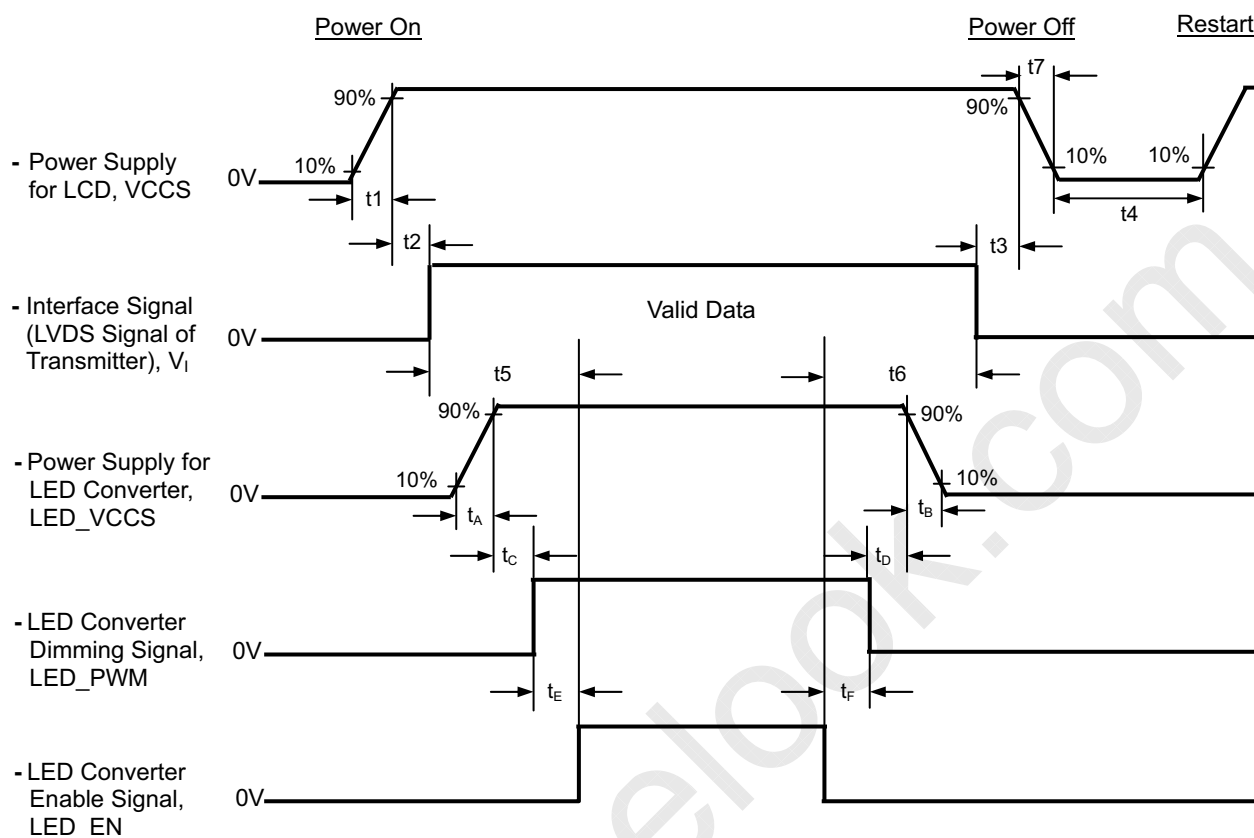 Power On
Power Off
Restart
t7
90%
90%
- Power Supply
for LCD, VCCS
0V
10%
10%
10%
t1
t4
t2
t3
- Interface Signal
(LVDS Signal of
Transmitter), VI
0V
Valid Data
t5
t6
90%
90%
- Power Supply for
LED Converter,
LED_VCCS
0V
10%
10%
tA
tB
tC
tD
- LED Converter
Dimming Signal,
LED_PWM
0V
tE
tF
- LED Converter
Enable Signal,
LED_EN
0V
elook.com